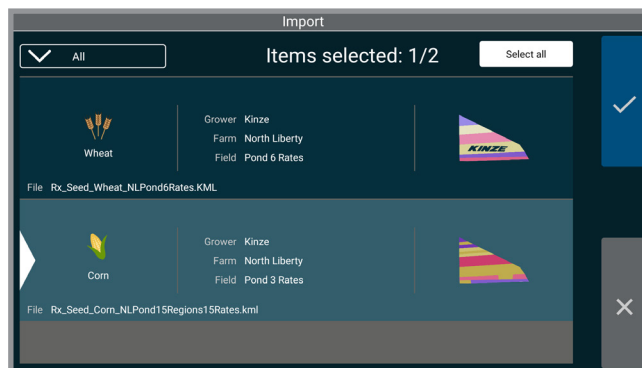 Import
All
Items selected: 1/2
Select all
Wheat
Grower Kinze
Farm North Liberty
Field Pond 6 Rates
KINZE
File Rx_Seed_Wheat_NLPond6Rates.KML
Corn
Grower Kinze
Farm North Liberty
Field Pond 3 Rates
File Rx_Seed_Corn_NLPond15Regions15Rates.kml